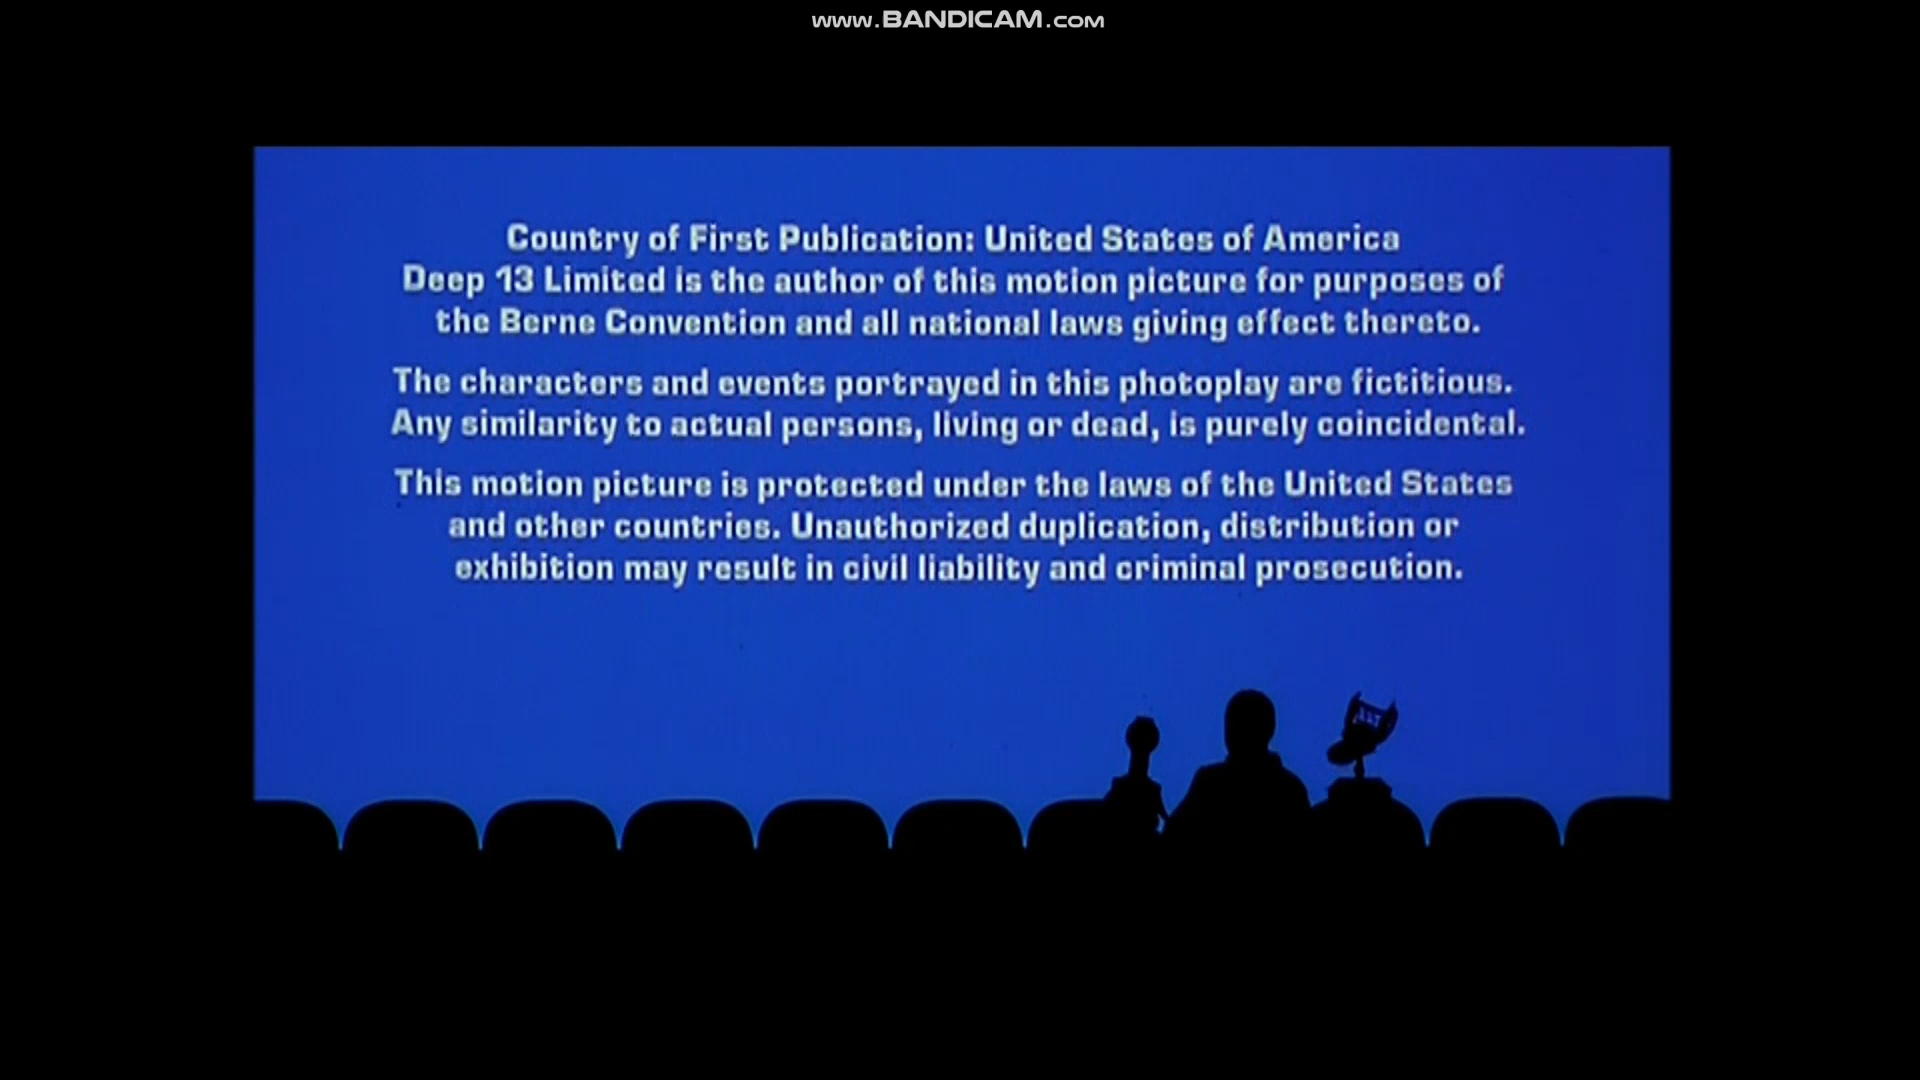 www.BANDICAM.com
Country of First Publication: United States of America
Deep 13 Limited is the author of this motion picture for purposes of
the Berne Convention and all national laws giving effect thereto.
The characters and events portrayed in this photoplay are fictitious.
Any similarity to actual persons, living or dead, is purely coincidental.
This motion picture is protected under the laws of the United States
and other countries. Unauthorized duplication, distribution or
exhibition may result in civil liability and criminal prosecution.